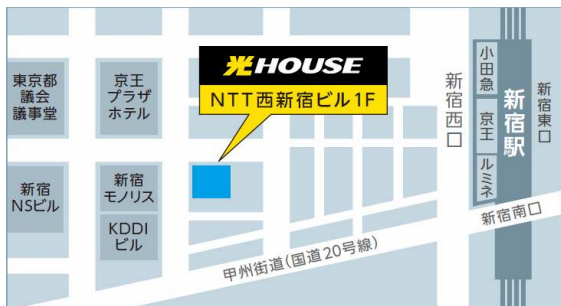 光HOUSE
NTT西新宿ビル1F
東京都
議会
議事堂
京王
プラザ
ホテル
新宿
NSビル
新宿
モノリス
KDDI
ビル
甲州街道(国道20号線)
新宿西口
小田急
京王
ルミネ
新宿駅
新宿東口
新宿南口